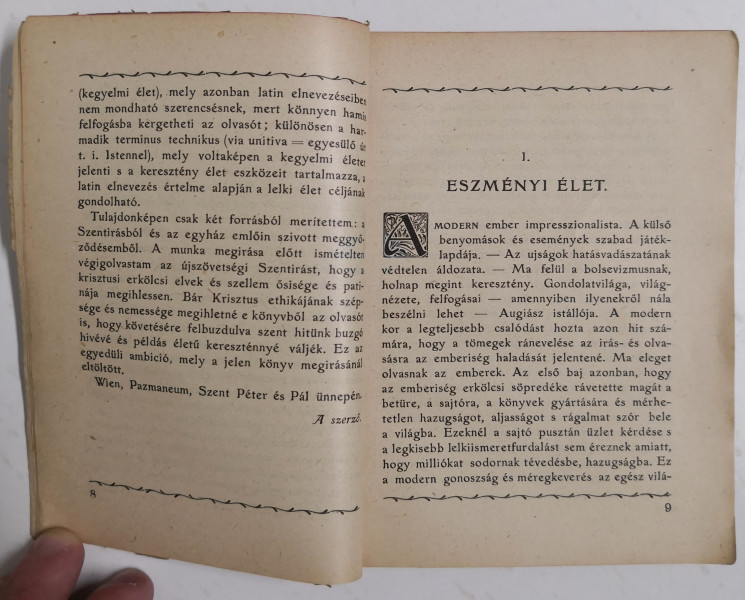 (kegyelmi élet), mely azonban latin elnevezéseiben
nem mondható szerencsésnek, mert könnyen hamis
felfogásba kergetheti az olvasót; különösen a har-
madik terminus technikus (via unitiva = egyesülő út
t. i. Istennel), mely voltaképen a kegyelmi életet
jelenti s a keresztény élet eszközeit tartalmazza, a
latin elnevezés értelme alapján a lelki élet céljának
gondolható.
Tulajdonképen csak két forrásból merítettem: a
Szentirásból és az egyház emlőin szivott meggyő-
ződésemből. A munka megirása előtt ismételten
végigolvastam az újszövetségi Szentirást, hogy a
krisztusi erkölcsi elvek és szellem ősisége és pati-
nája megihlessen. Bár Krisztus ethikájának szép-
sége és nemessége megihletné e könyvből az olvasót
is, hogy követésére felbuzdulva szent hitünk buzgó
hivévé és példás életű kereszténnyé váljék. Ez az
egyedüli ambició, mely a jelen könyv megirásánál
eltöltött.
Wien, Pazmaneum, Szent Péter és Pál ünnepén.
A szerző.
8
I.
ESZMÉNYI ÉLET.
A MODERN ember impresszionalista. A külső
benyomások és események szabad játék-
lapdája. — Az ujságok hatásvadászatának
védtelen áldozata. — Ma felül a bolsevizmusnak,
holnap megint keresztény. Gondolatvilága, világ-
nézete, felfogásai — amennyiben ilyenekről nála
beszélni lehet — Augiász istállója. A modern
kor a legteljesebb csalódást hozta azon hit szá-
mára, hogy a tömegek ránevelése az irás- és olva-
sásra az emberiség haladását jelentené. Ma eleget
olvasnak az emberek. Az első baj azonban, hogy
az emberiség erkölcsi söpredéke rávetette magát a
betüre, a sajtóra, a könyvek gyártására és mérhe-
tetlen hazugságot, aljasságot s rágalmat szór bele
a világba. Ezeknél a sajtó pusztán üzlet kérdése s
a legkisebb lelkiismeretfurdalást sem éreznek amiatt,
hogy milliókat sodornak tévedésbe, hazugságba. Ez
a modern gonoszság és méregkeverés az egész vilá-
9